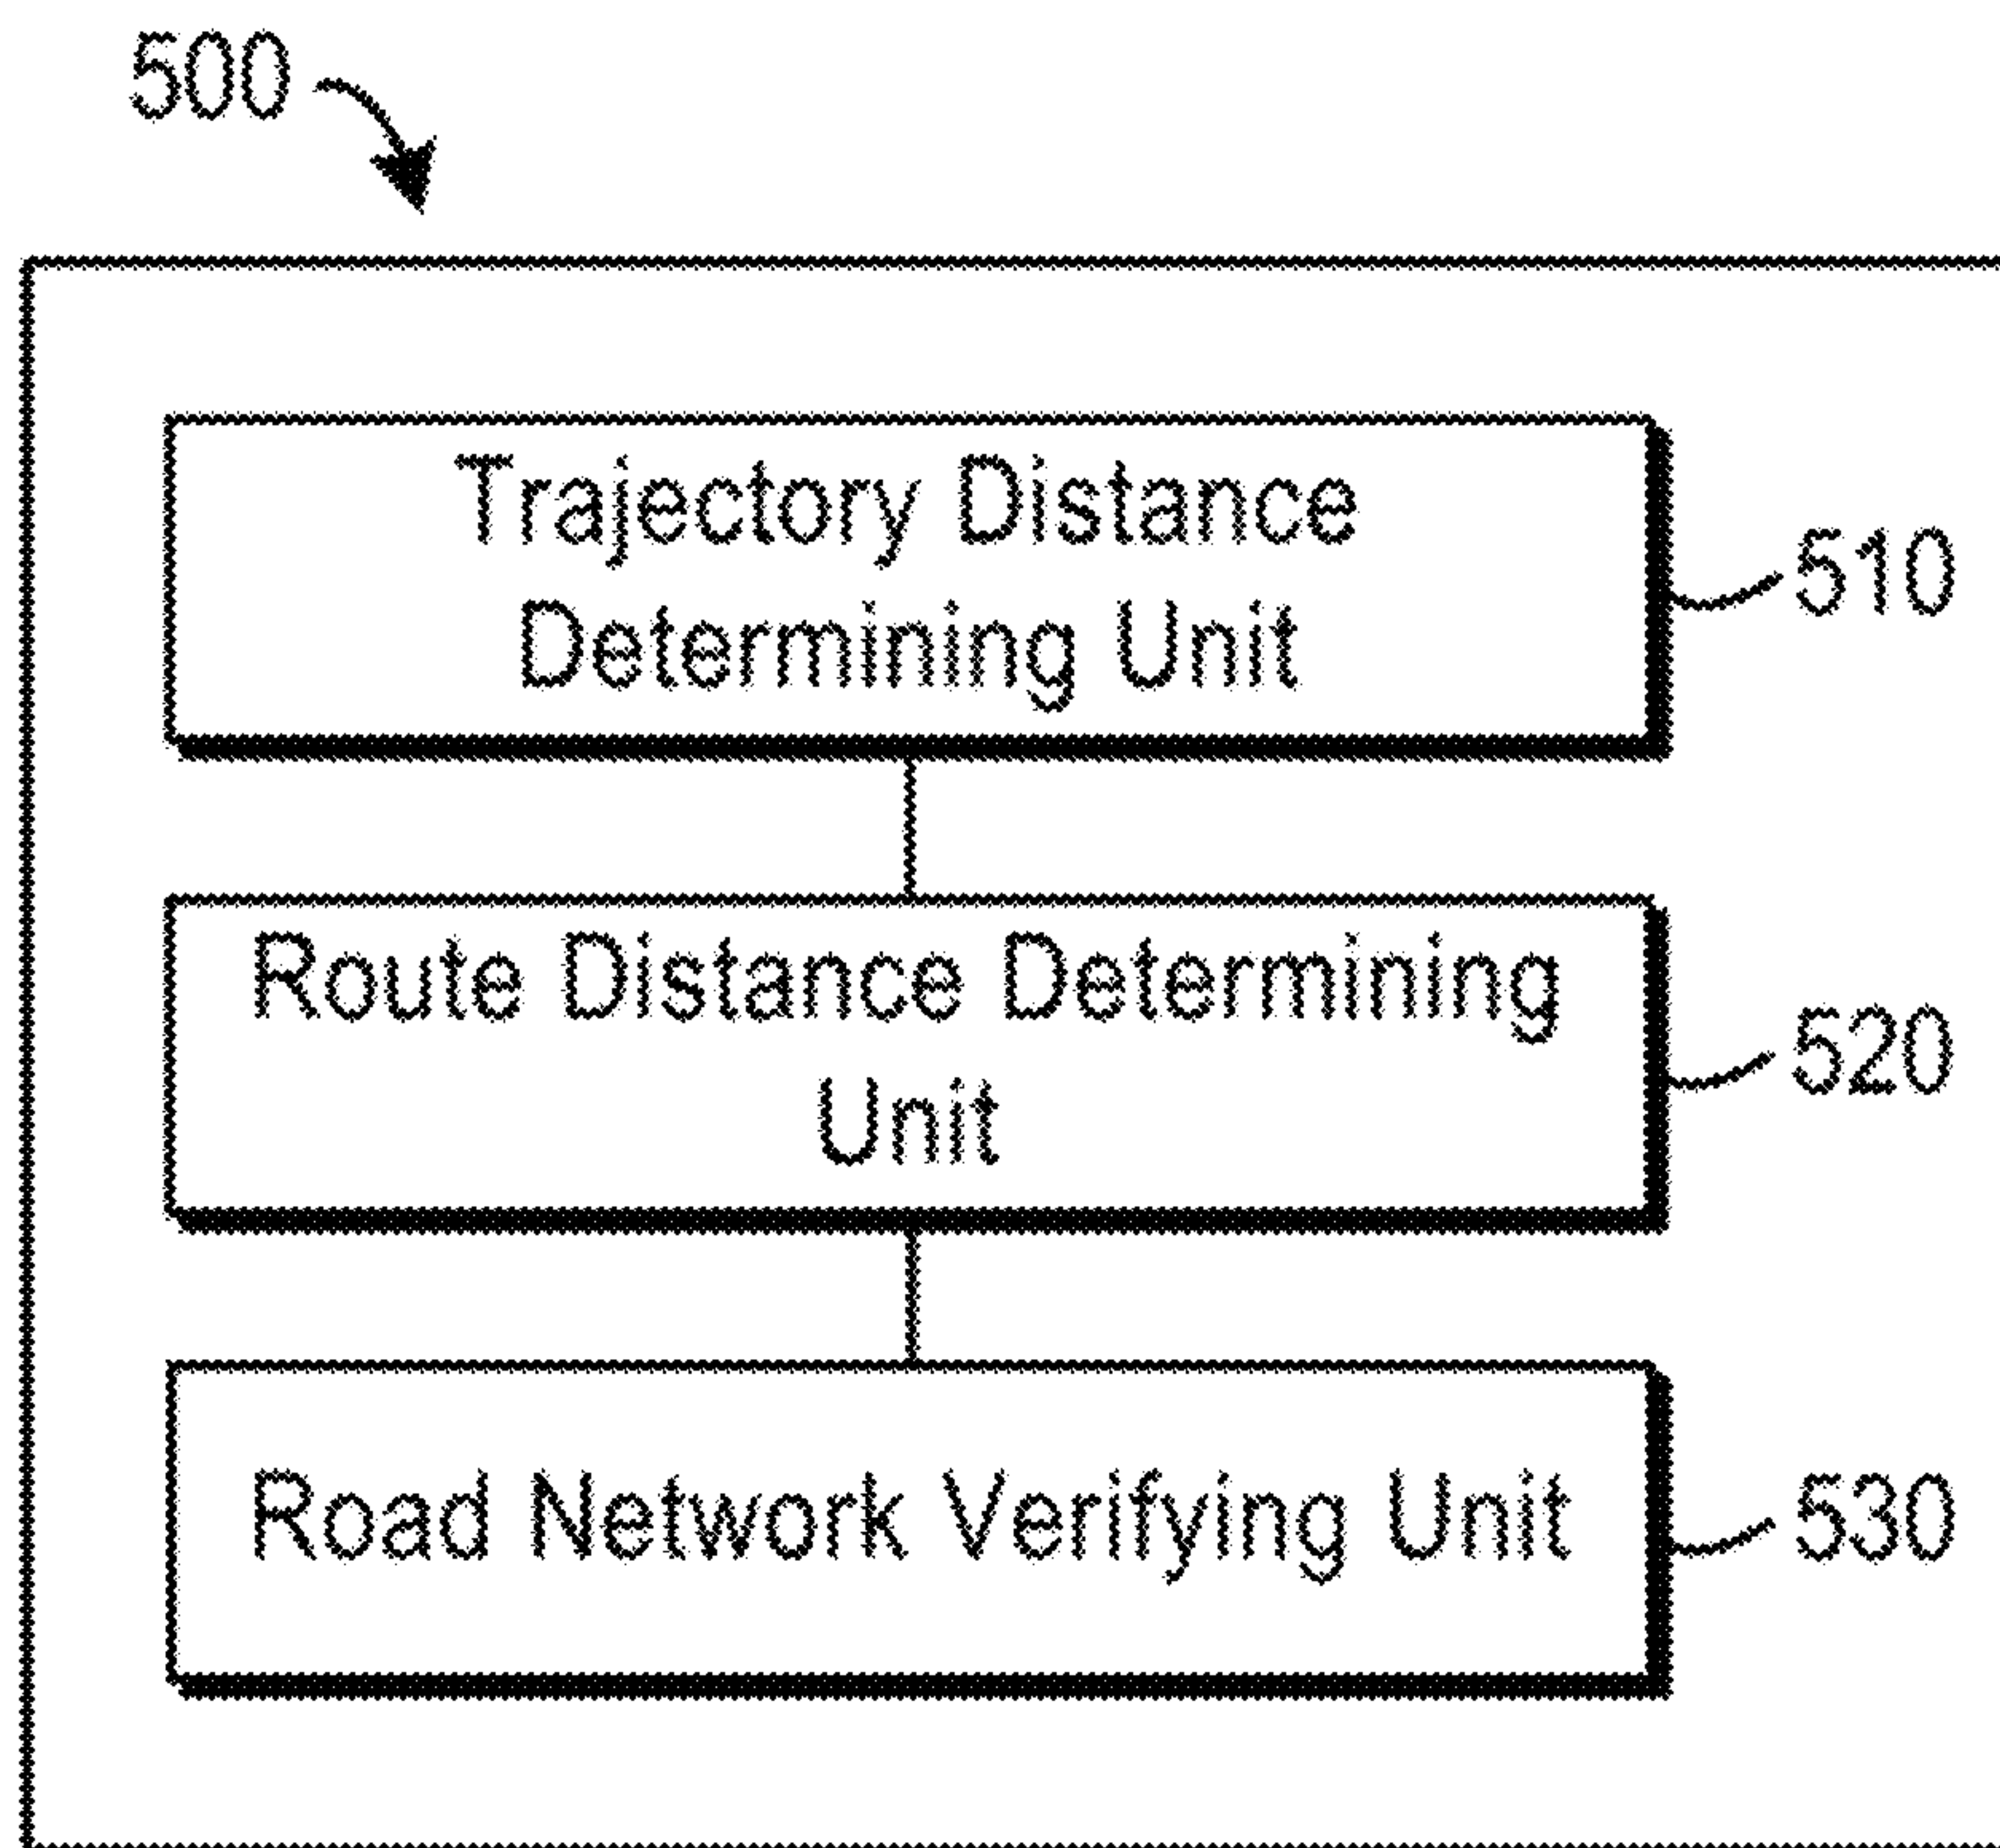 500
Trajectory Distance
Determining Unit
510
Route Distance Determining
Unit
520
Road Network Verifying Unit
530